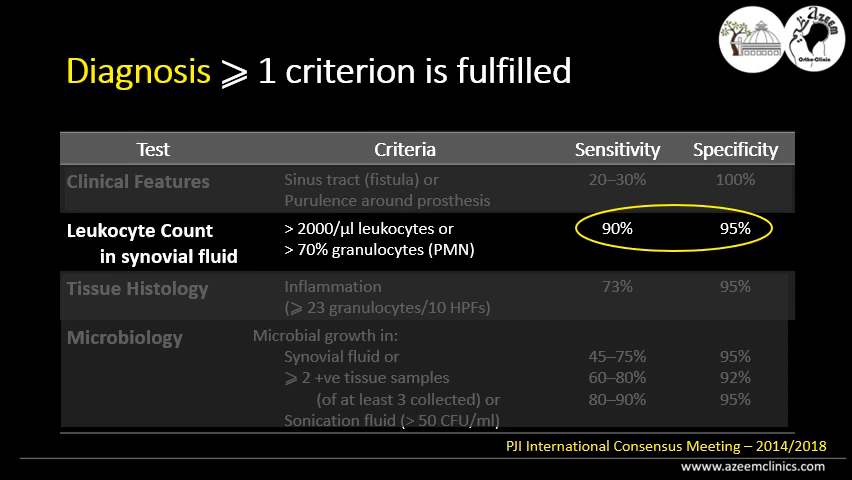 Azeem
Ortho-Clinic
Diagnosis ⩾ 1 criterion is fulfilled
Test Criteria Sensitivity Specificity
Clinical Features Sinus tract (fistula) or 20–30% 100%
Purulence around prosthesis
Leukocyte Count > 2000/µl leukocytes or 90% 95%
in synovial fluid > 70% granulocytes (PMN)
Tissue Histology Inflammation 73% 95%
(⩾ 23 granulocytes/10 HPFs)
Microbiology Microbial growth in:
Synovial fluid or 45–75% 95%
⩾ 2 +ve tissue samples 60–80% 92%
(of at least 3 collected) or 80–90% 95%
Sonication fluid (> 50 CFU/ml)
PJI International Consensus Meeting – 2014/2018
www.azeemclinics.com